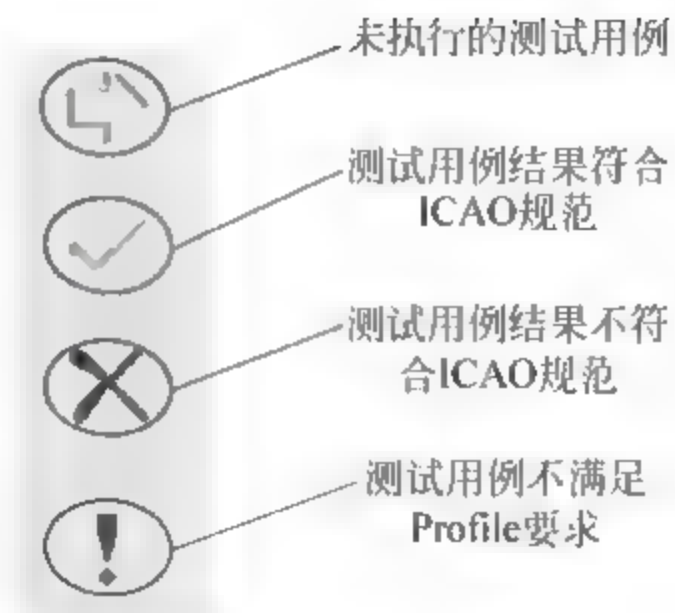 未执行的测试用例
测试用例结果符合
ICAO规范
测试用例结果不符
合ICAO规范
测试用例不满足
Profile要求